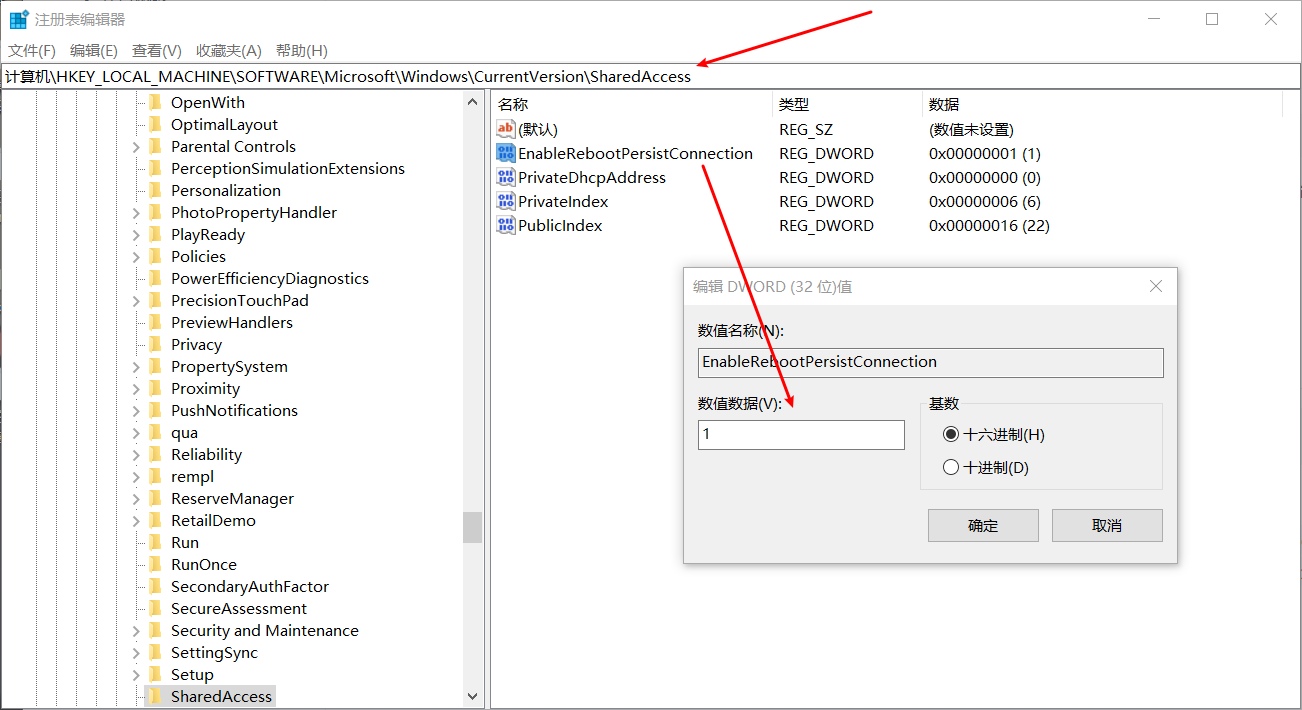 注册表编辑器
文件(F) 编辑(E) 查看(V) 收藏夹(A) 帮助(H)
计算机\HKEY_LOCAL_MACHINE\SOFTWARE\Microsoft\Windows\CurrentVersion\SharedAccess
OpenWith
OptimalLayout
Parental Controls
PerceptionSimulationExtensions
Personalization
PhotoPropertyHandler
PlayReady
Policies
PowerEfficiencyDiagnostics
PrecisionTouchPad
PreviewHandlers
Privacy
PropertySystem
Proximity
PushNotifications
qua
Reliability
rempl
ReserveManager
RetailDemo
Run
RunOnce
SecondaryAuthFactor
SecureAssessment
Security and Maintenance
SettingSync
Setup
SharedAccess
名称 类型 数据
ab (默认) REG_SZ (数值未设置)
EnableRebootPersistConnection REG_DWORD 0x00000001 (1)
PrivateDhcpAddress REG_DWORD 0x00000000 (0)
PrivateIndex REG_DWORD 0x00000006 (6)
PublicIndex REG_DWORD 0x00000016 (22)
编辑 DWORD (32 位)值
数值名称(N):
EnableRebootPersistConnection
数值数据(V):
1
基数
十六进制(H)
十进制(D)
确定 取消